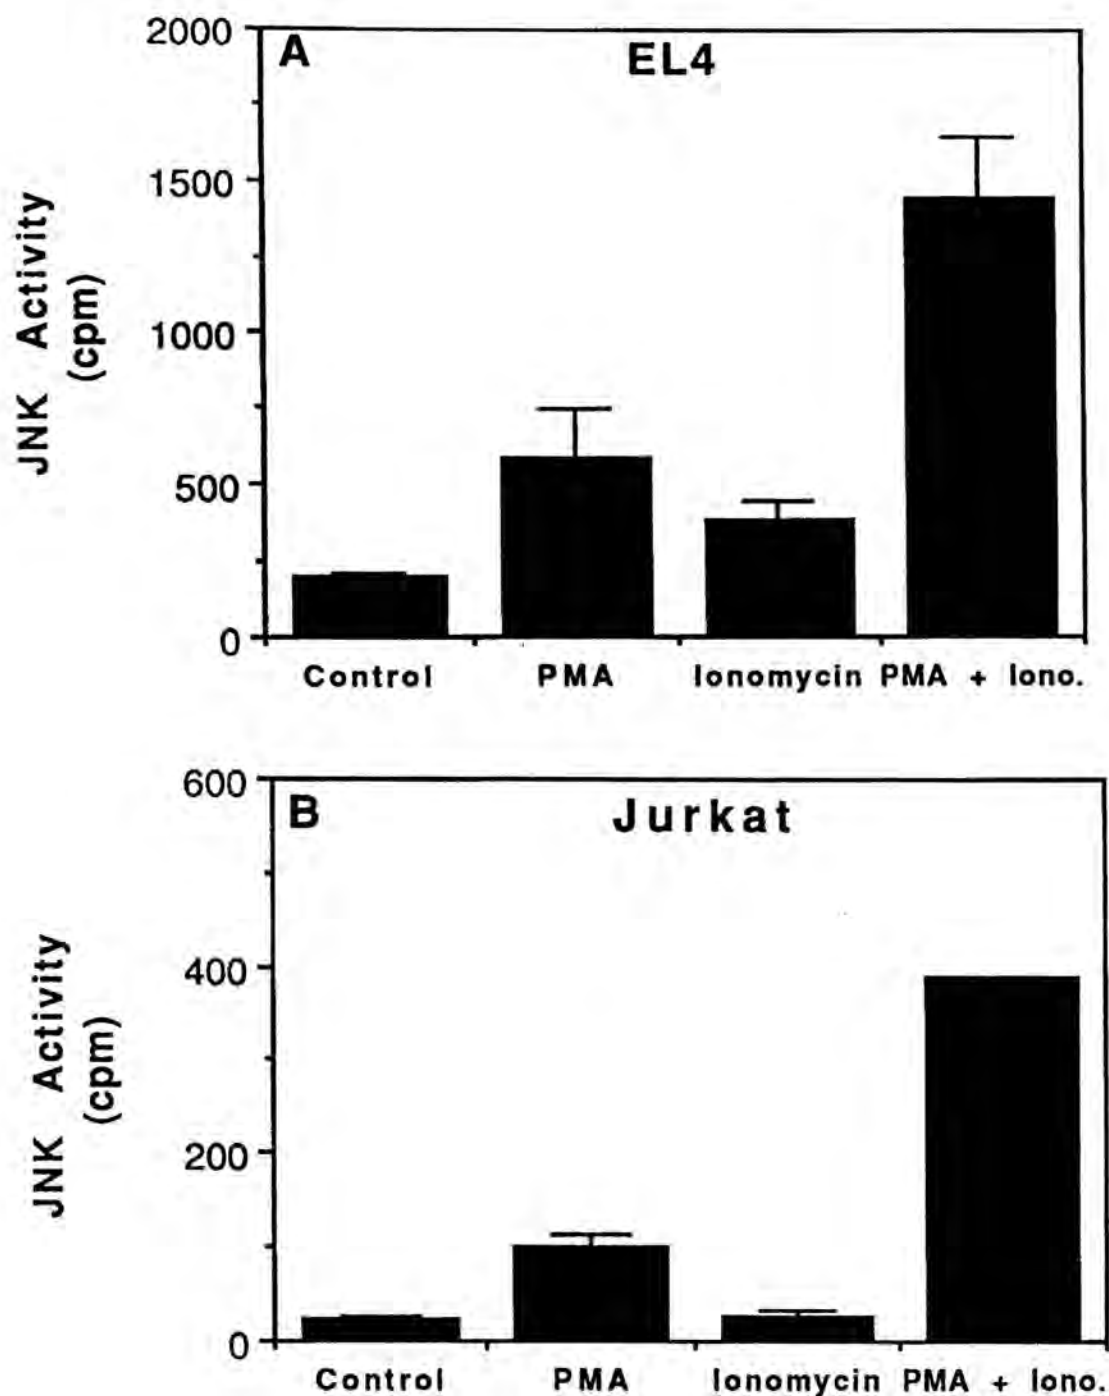 A
EL4
2000
1500
1000
500
0
JNK Activity
(cpm)
Control PMA Ionomycin PMA + Iono.
B
Jurkat
600
400
200
0
JNK Activity
(cpm)
Control PMA Ionomycin PMA + Iono.